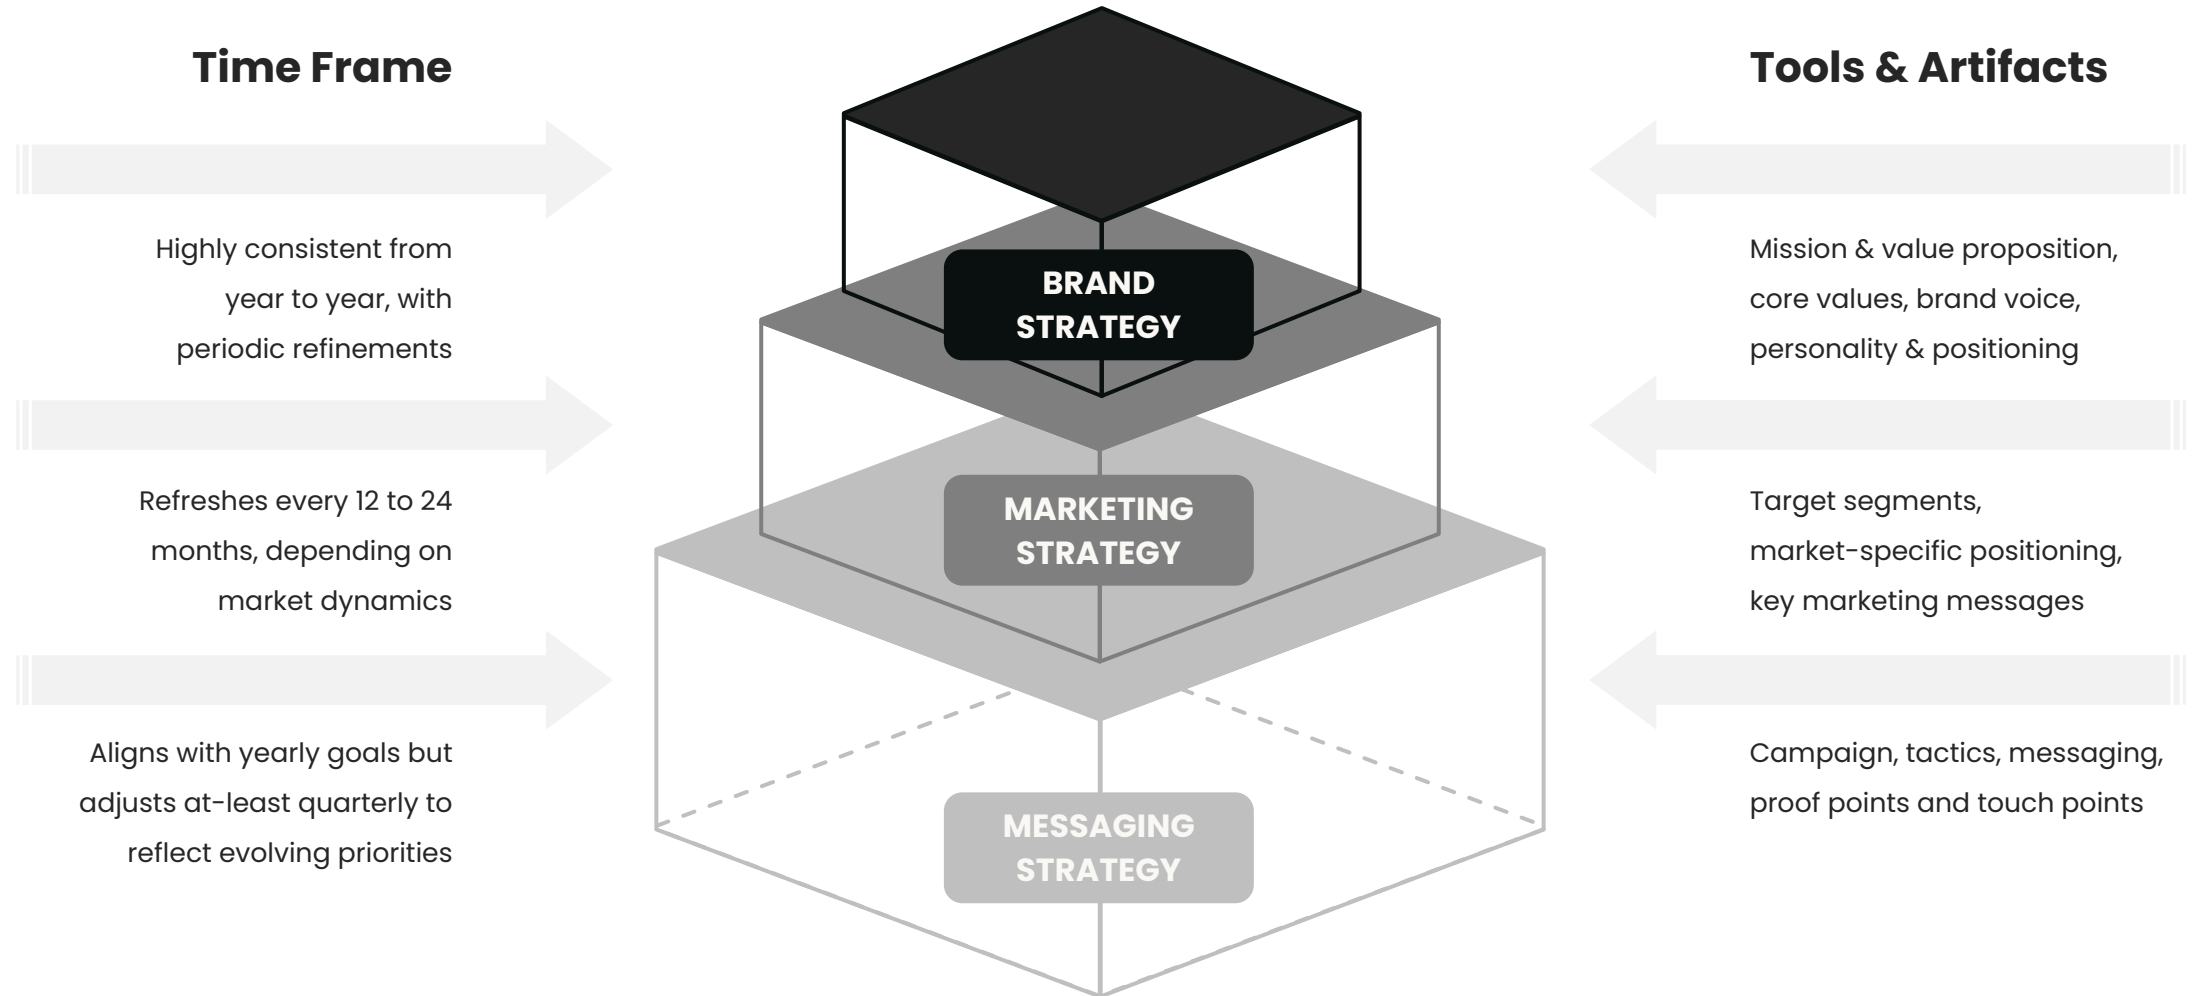 Time Frame
Tools & Artifacts
Highly consistent from
year to year, with
periodic refinements
BRAND
STRATEGY
Mission & value proposition,
core values, brand voice,
personality & positioning
Refreshes every 12 to 24
months, depending on
market dynamics
MARKETING
STRATEGY
Target segments,
market-specific positioning,
key marketing messages
Aligns with yearly goals but
adjusts at-least quarterly to
reflect evolving priorities
MESSAGING
STRATEGY
Campaign, tactics, messaging,
proof points and touch points